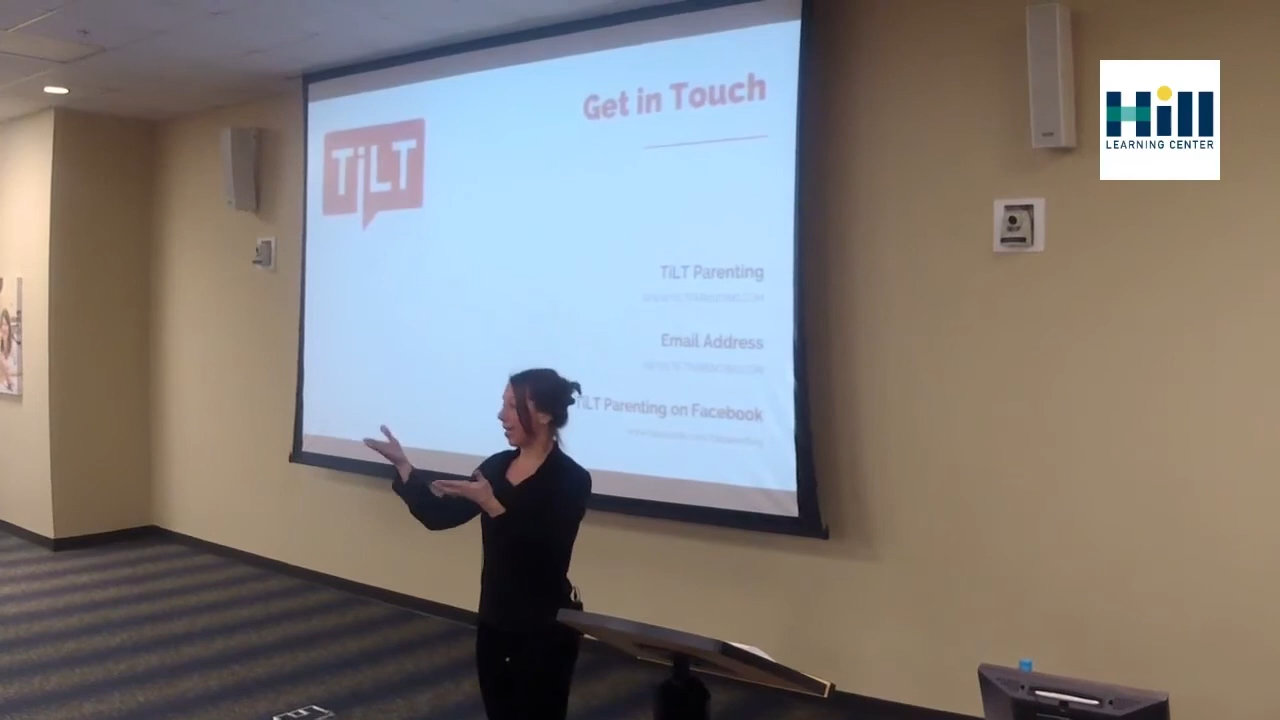 Get in Touch
TiLT
TiLT Parenting
Email Address
TiLT Parenting on Facebook
Hill
LEARNING CENTER